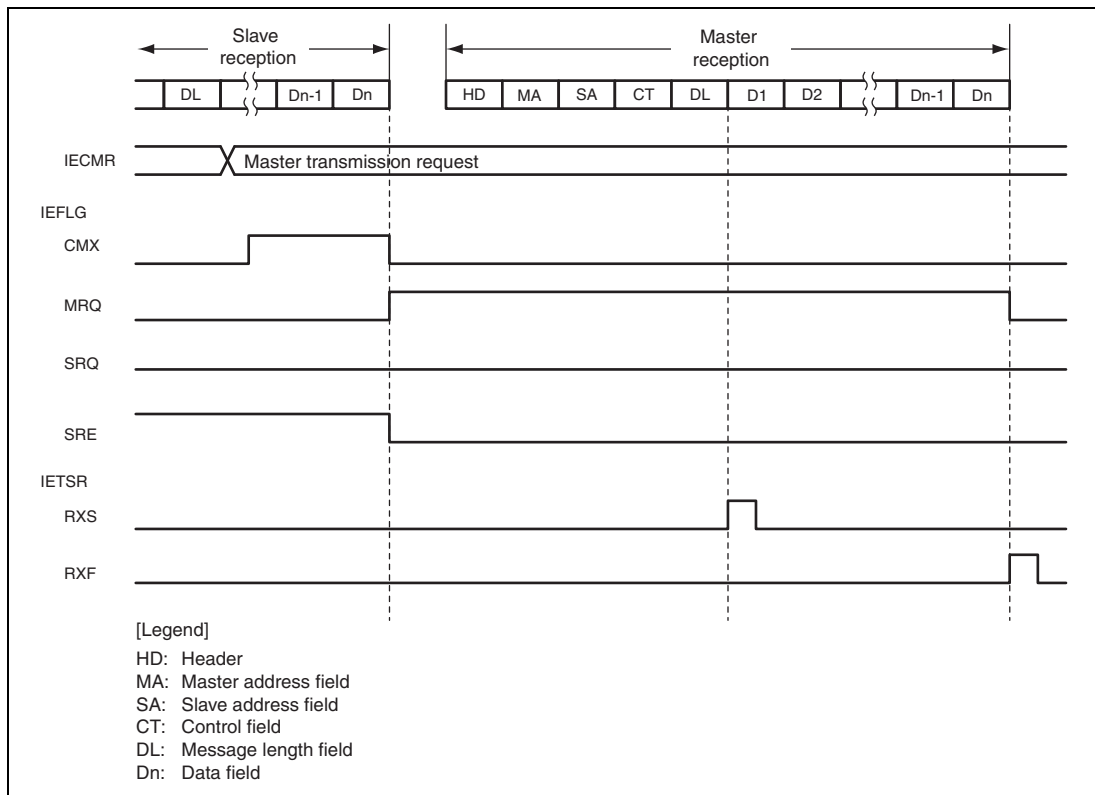 Slave
reception
Master
reception
DL Dn-1 Dn HD MA SA CT DL D1 D2 Dn-1 Dn
IECMR Master transmission request
IEFLG
CMX
MRQ
SRQ
SRE
IETSR
RXS
RXF
[Legend]
HD: Header
MA: Master address field
SA: Slave address field
CT: Control field
DL: Message length field
Dn: Data field